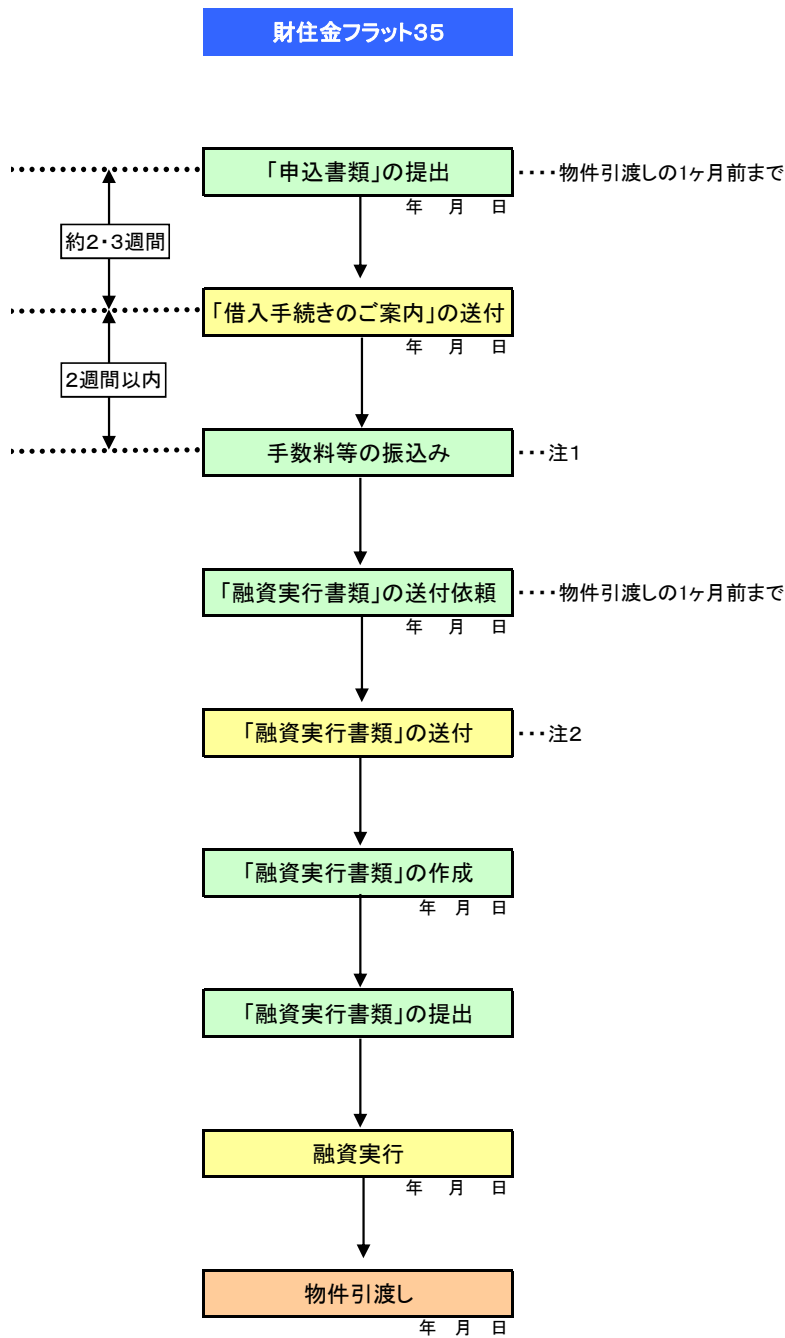 財住金フラット35
「申込書類」の提出 ････物件引渡しの1ヶ月前まで
年 月 日
約2・3週間
「借入手続きのご案内」の送付
年 月 日
2週間以内
手数料等の振込み ･･･注1
「融資実行書類」の送付依頼 ････物件引渡しの1ヶ月前まで
年 月 日
「融資実行書類」の送付 ･･･注2
「融資実行書類」の作成
年 月 日
「融資実行書類」の提出
融資実行
年 月 日
物件引渡し
年 月 日